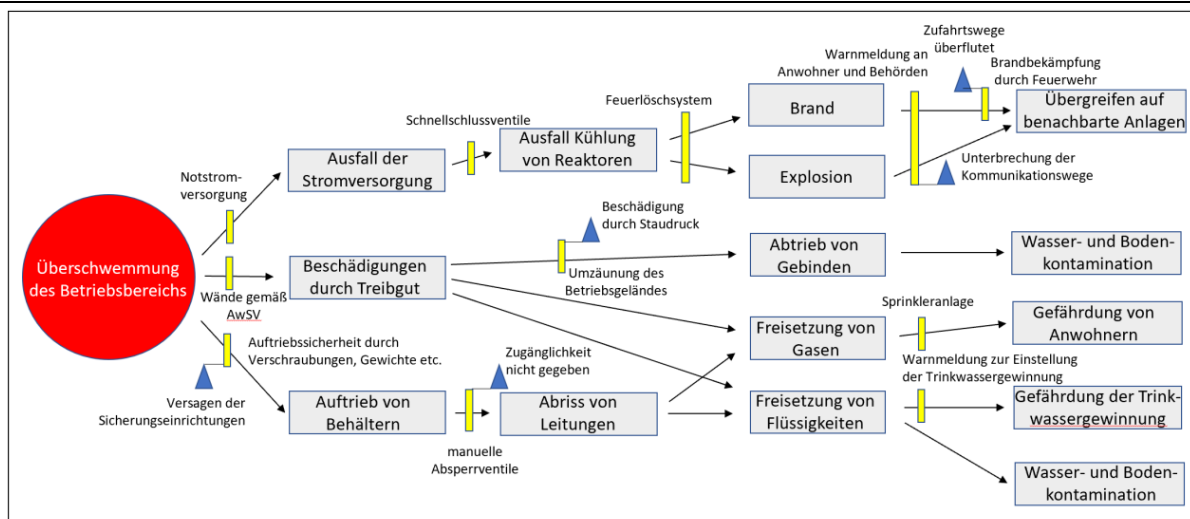 Zufahrtswege
überflutet
Warnmeldung an
Anwohner und Behörden
Brandbekämpfung
durch Feuerwehr
Feuerlöschsystem
Brand
Übergreifen auf
benachbarte Anlagen
Schnellschlussventile
Ausfall Kühlung
von Reaktoren
Ausfall der
Stromversorgung
Explosion
Unterbrechung der
Kommunikationswege
Notstrom-
versorgung
Beschädigung
durch Staudruck
Überschwemmung
des Betriebsbereichs
Beschädigungen
durch Treibgut
Abtrieb von
Gebinden
Wasser- und Boden-
kontamination
Umzäunung des
Betriebsgeländes
Wände gemäß
AwSV
Sprinkleranlage
Freisetzung von
Gasen
Gefährdung von
Anwohnern
Auftriebssicherheit durch
Verschraubungen, Gewichte etc.
Zugänglichkeit
nicht gegeben
Warnmeldung zur Einstellung
der Trinkwassergewinnung
Versagen der
Sicherungseinrichtungen
Auftrieb von
Behältern
Abriss von
Leitungen
Freisetzung von
Flüssigkeiten
Gefährdung der Trink-
wassergewinnung
manuelle
Absperrventile
Wasser- und Boden-
kontamination